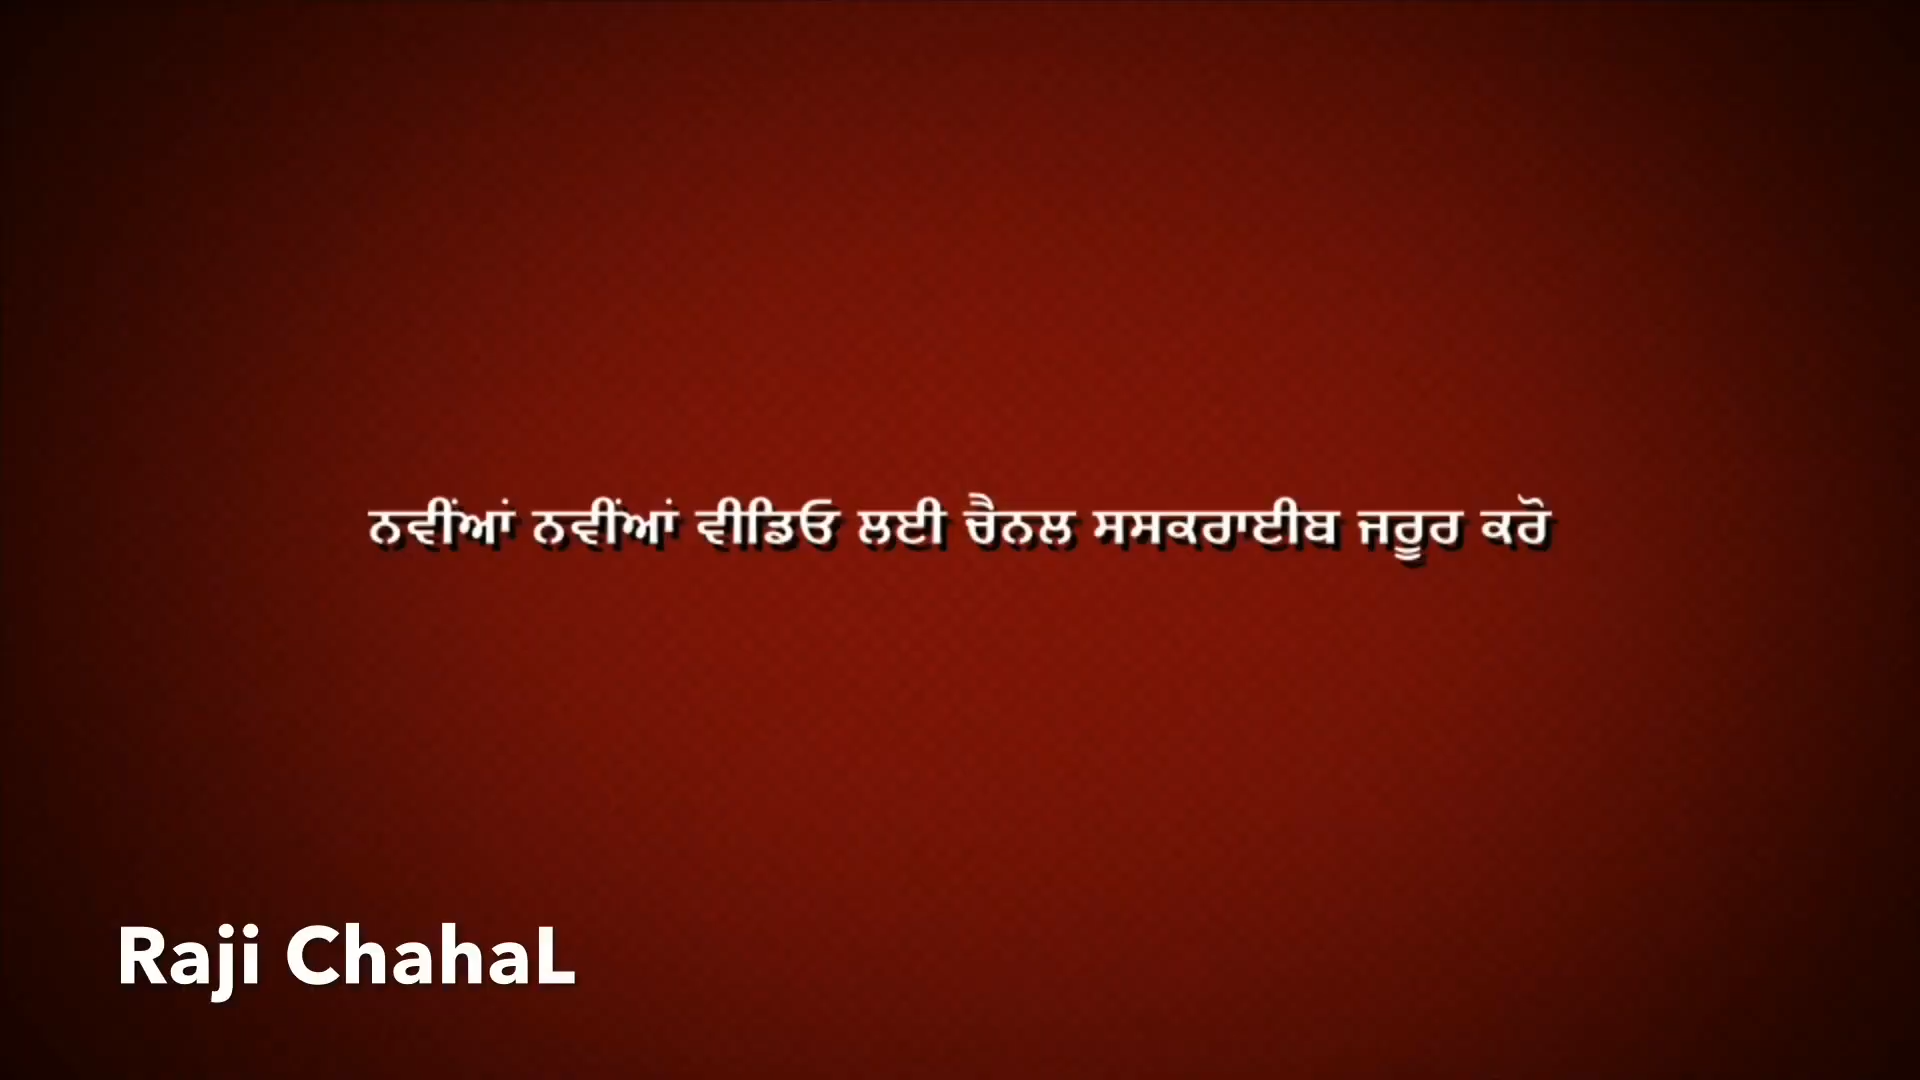 ਨਵੀਂਆਂ ਨਵੀਂਆਂ ਵੀਡਿਓ ਲਈ ਚੈਨਲ ਸਸਕਰਾਈਬ ਜਰੂਰ ਕਰੋ
Raji ChahaL